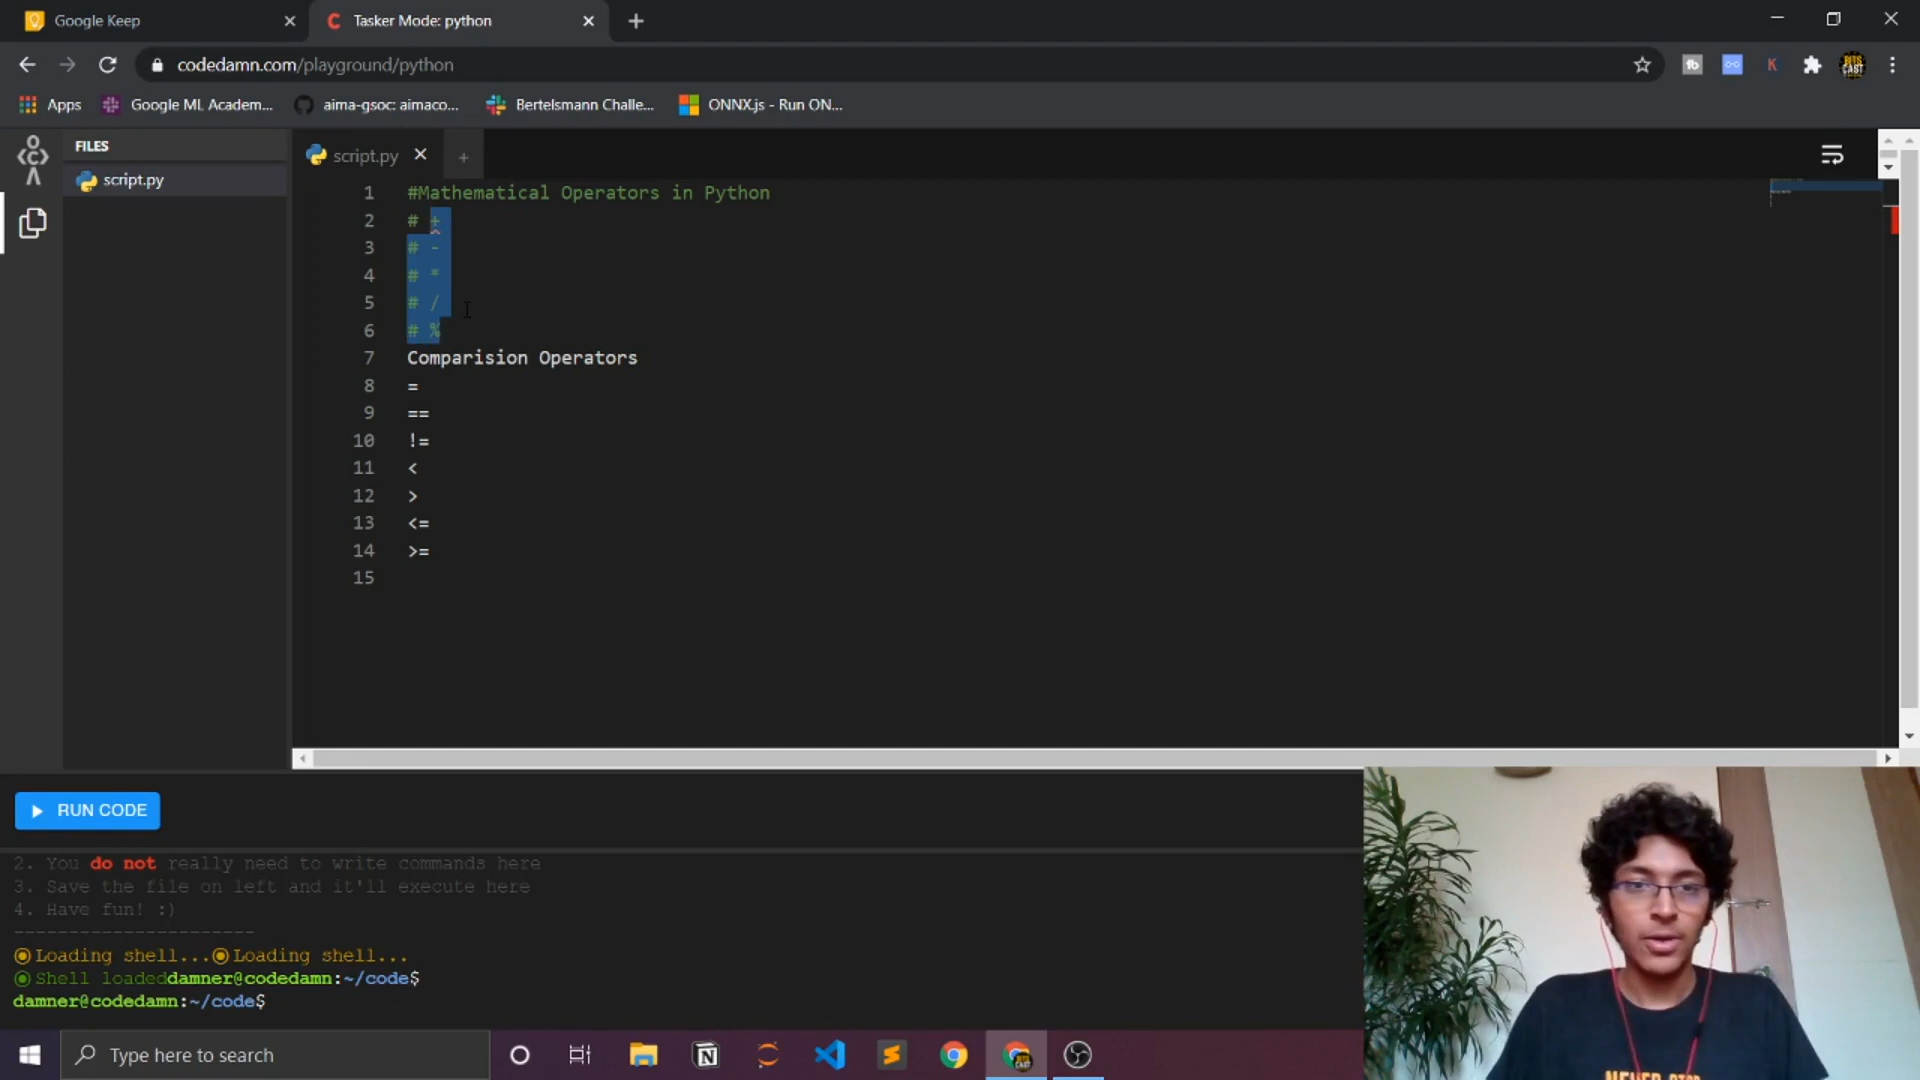 Google Keep
Tasker Mode: python
codedamn.com/playground/python
Apps
Google ML Academ...
aima-gsoc: aimaco...
Bertelsmann Challe...
ONNX.js - Run ON...
FILES
script.py
script.py
1 #Mathematical Operators in Python
2 # +
3 # -
4 # *
5 # /
6 # %
7 Comparision Operators
8 =
9 ==
10 !=
11 <
12 >
13 <=
14 >=
15
RUN CODE
2. You do not really need to write commands here
3. Save the file on left and it'll execute here
4. Have fun! :)
----------------------
Loading shell...Loading shell...
Shell loadeddamner@codedamn:~/code$
damner@codedamn:~/code$
Type here to search